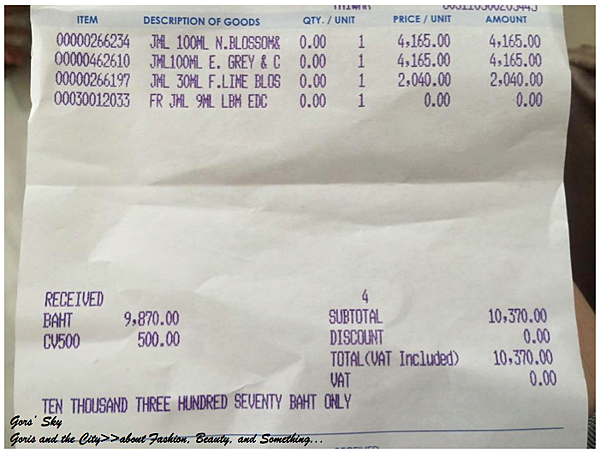 ITEM DESCRIPTION OF GOODS QTY. / UNIT PRICE / UNIT AMOUNT
00000266234 JML 100ML N.BLOSSOM& 0.00 1 4,165.00 4,165.00
00000462610 JML100ML E. GREY & C 0.00 1 4,165.00 4,165.00
00000266197 JML 30ML F.LIME BLOS 0.00 1 2,040.00 2,040.00
00030012033 FR JML 9ML LBM EDC 0.00 1 0.00 0.00
RECEIVED 4
BAHT 9,870.00 SUBTOTAL 10,370.00
CV500 500.00 DISCOUNT 0.00
TOTAL(VAT Included) 10,370.00
VAT 0.00
TEN THOUSAND THREE HUNDRED SEVENTY BAHT ONLY
Gors' Sky
Goris and the City>>about Fashion, Beauty, and Something...